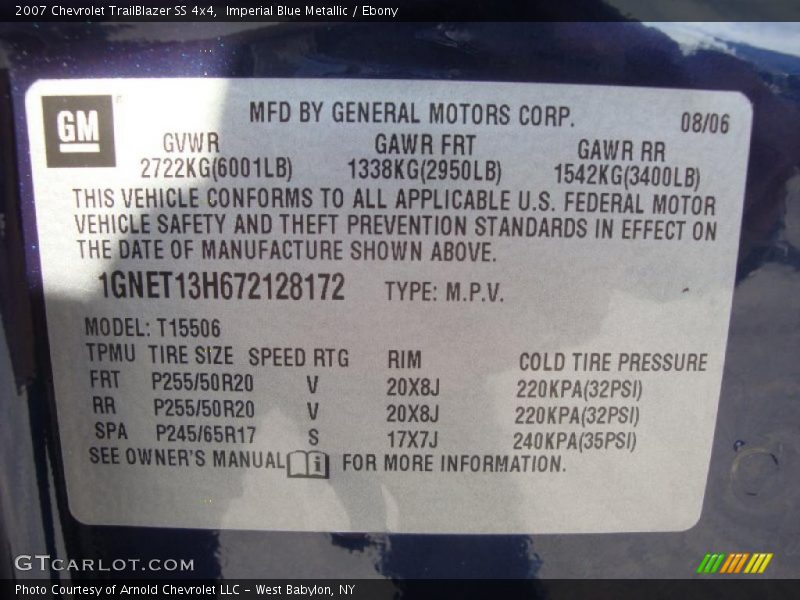 2007 Chevrolet TrailBlazer SS 4x4, Imperial Blue Metallic / Ebony
GM
MFD BY GENERAL MOTORS CORP. 08/06
GVWR GAWR FRT GAWR RR
2722KG(6001LB) 1338KG(2950LB) 1542KG(3400LB)
THIS VEHICLE CONFORMS TO ALL APPLICABLE U.S. FEDERAL MOTOR
VEHICLE SAFETY AND THEFT PREVENTION STANDARDS IN EFFECT ON
THE DATE OF MANUFACTURE SHOWN ABOVE.
1GNET13H672128172 TYPE: M.P.V.
MODEL: T15506
TPMU TIRE SIZE SPEED RTG RIM COLD TIRE PRESSURE
FRT P255/50R20 V 20X8J 220KPA(32PSI)
RR P255/50R20 V 20X8J 220KPA(32PSI)
SPA P245/65R17 S 17X7J 240KPA(35PSI)
SEE OWNER'S MANUAL i FOR MORE INFORMATION.
GTCARLOT.COM
Photo Courtesy of Arnold Chevrolet LLC - West Babylon, NY